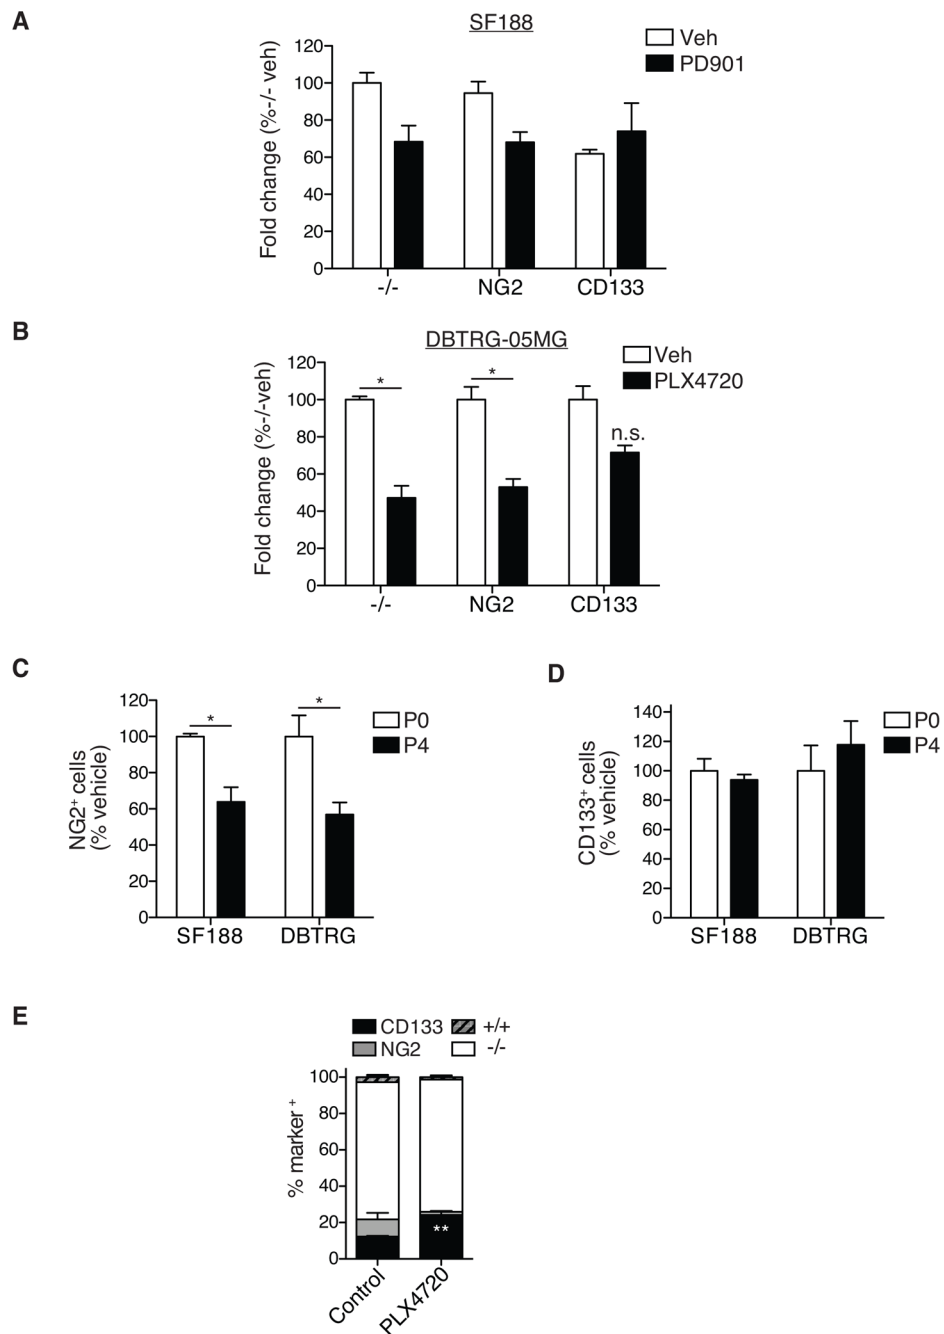 A
SF188
Veh
PD901
Fold change (%-/- veh)
120
100
80
60
40
20
0
-/-
NG2
CD133
B
DBTRG-05MG
Veh
PLX4720
Fold change (%-/-veh)
120
100
80
60
40
20
0
*
*
n.s.
-/-
NG2
CD133
C
P0
P4
NG2+ cells
(% vehicle)
120
100
80
60
40
20
0
*
*
SF188
DBTRG
D
P0
P4
CD133+ cells
(% vehicle)
140
120
100
80
60
40
20
0
SF188
DBTRG
E
CD133
+/+
NG2
-/-
% marker +
100
80
60
40
20
0
**
Control
PLX4720